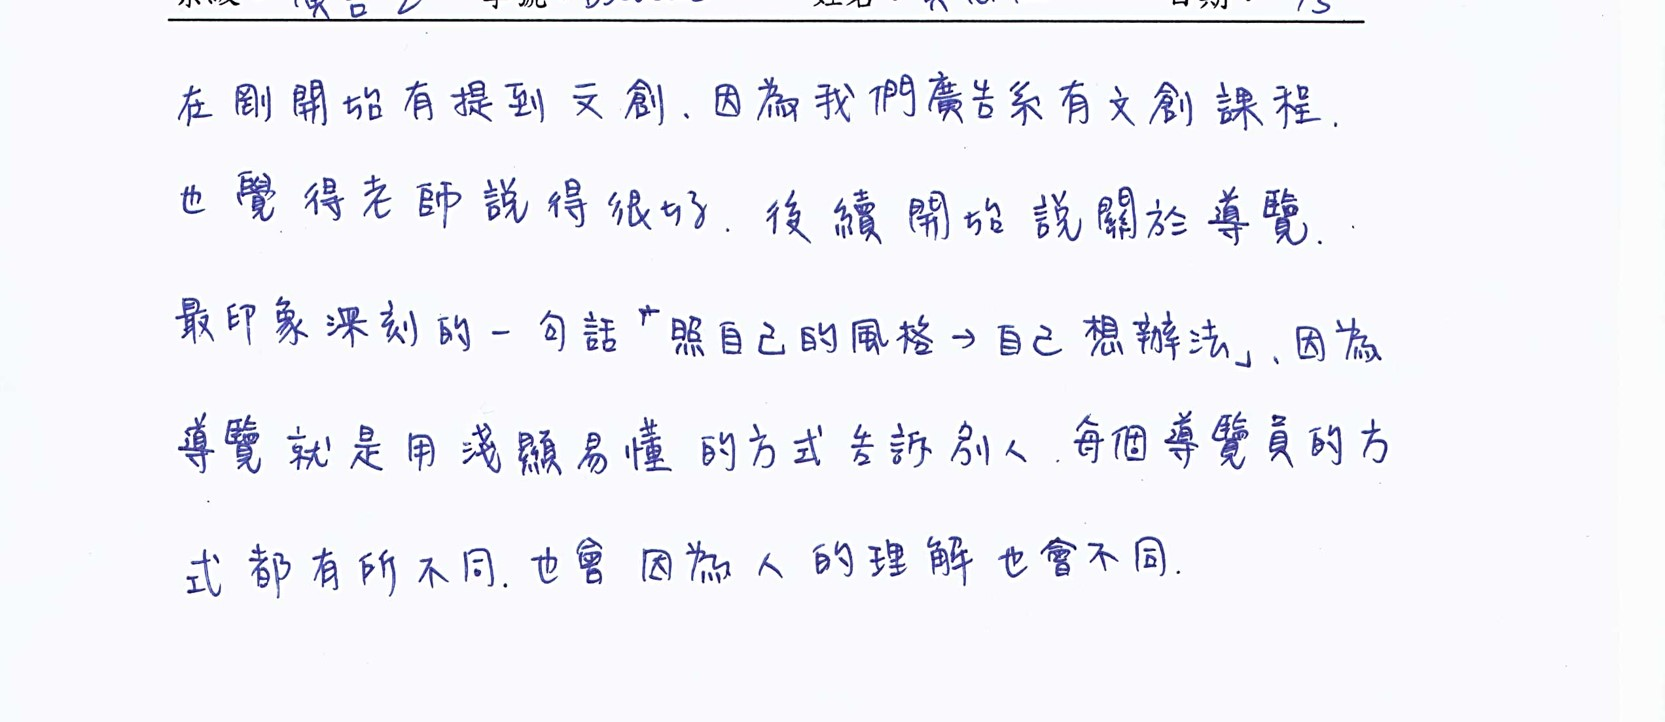 在剛開始有提到文創、因為我們廣告系有文創課程.
也覺得老師說得很好.後續開始說關於導覽.
最印象深刻的一句話「照自己的風格→自己想辦法」、因為
導覽就是用淺顯易懂的方式告訴別人.每個導覽員的方
式都有所不同.也會因為人的理解也會不同.